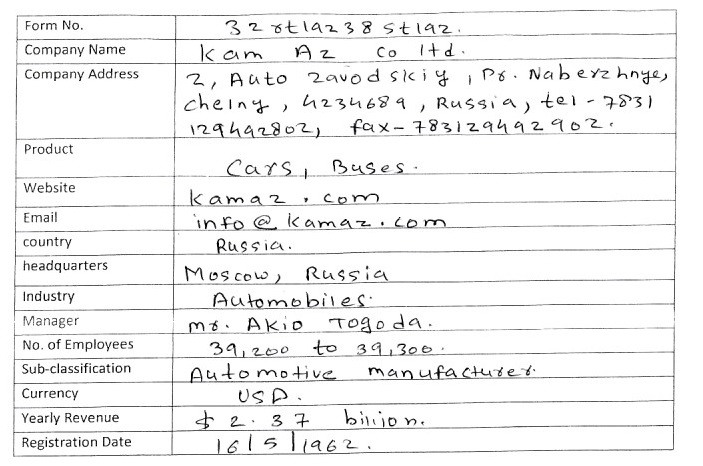 Form No. 32rtlaz38stlaz.
Company Name Kam Az co ltd.
Company Address 2, Auto zavodskiy, Pr. Naberzhnye,
chelny, 4234689, Russia, tel - 7831
129492802, fax - 783129492902.
Product Cars, Buses.
Website kamaz.com
Email info@kamaz.com
country Russia.
headquarters Moscow, Russia
Industry Automobiles.
Manager mr. Akio Togoda.
No. of Employees 39,200 to 39,300.
Sub-classification Automotive manufacturer.
Currency USD.
Yearly Revenue $ 2.37 billion.
Registration Date 16/5/1962.